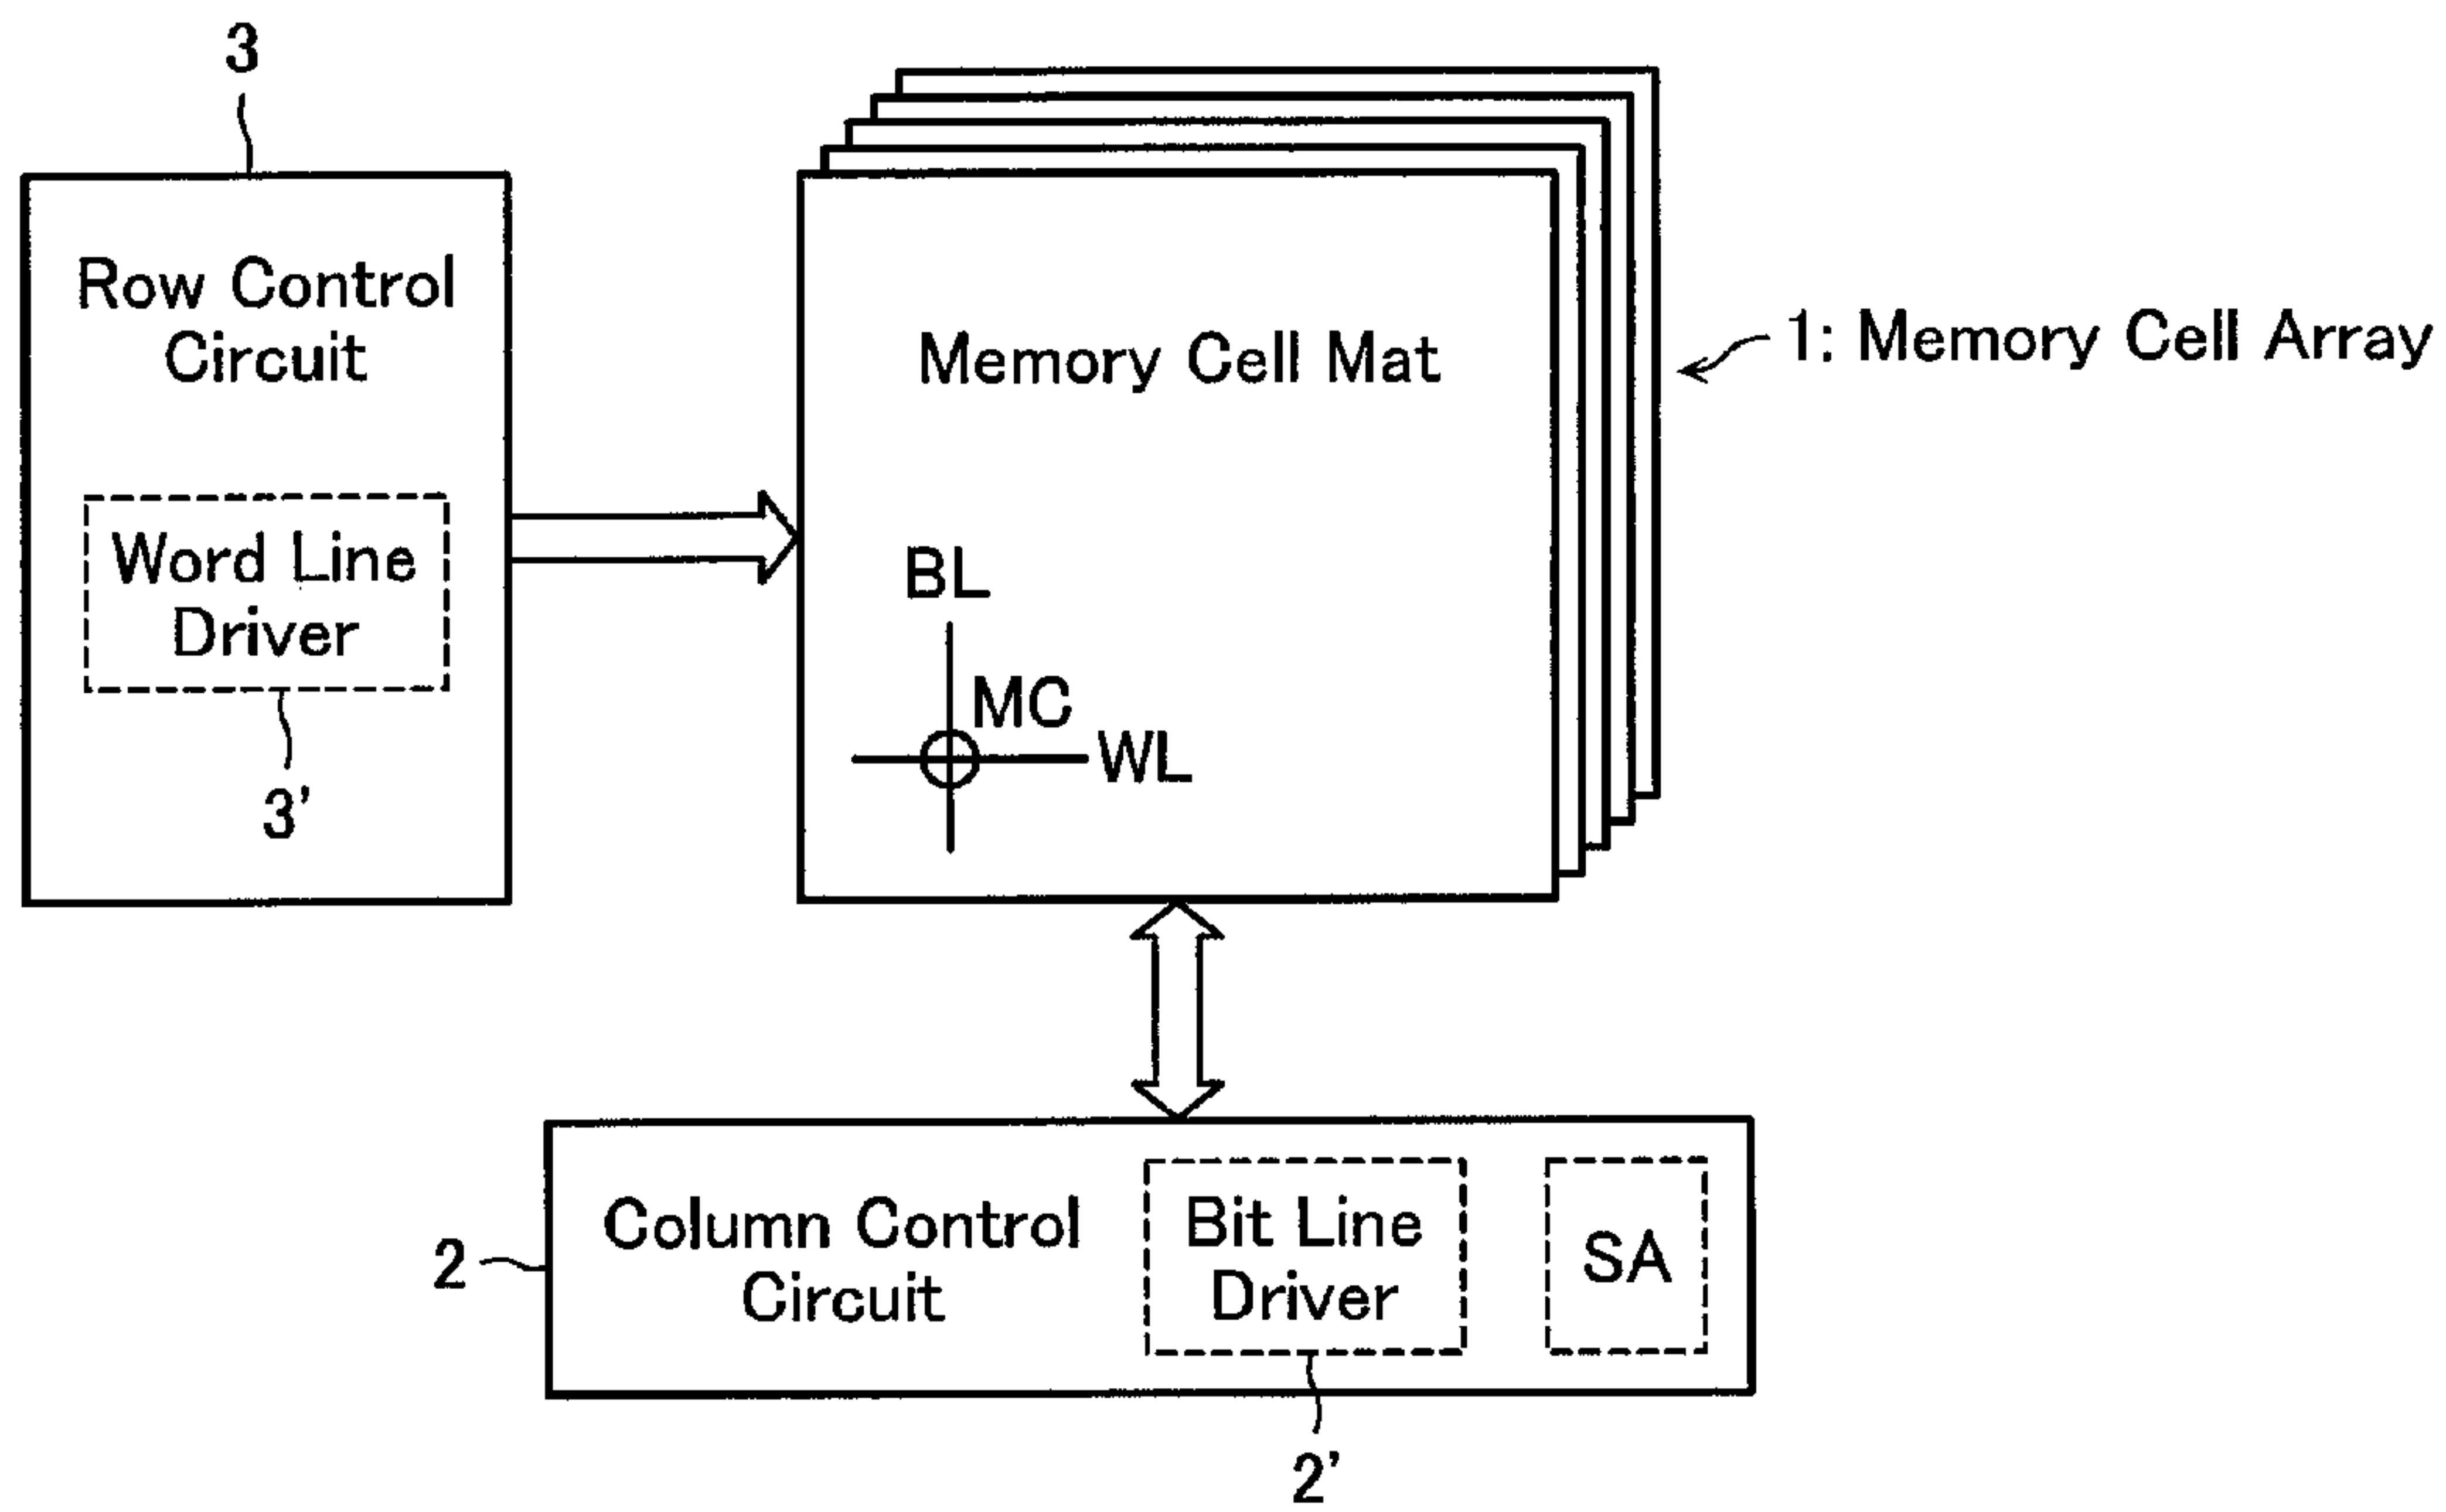 3
Row Control
Circuit
Word Line
Driver
3'
Memory Cell Mat
BL
MC
WL
1: Memory Cell Array
2
Column Control
Circuit
Bit Line
Driver
SA
2'